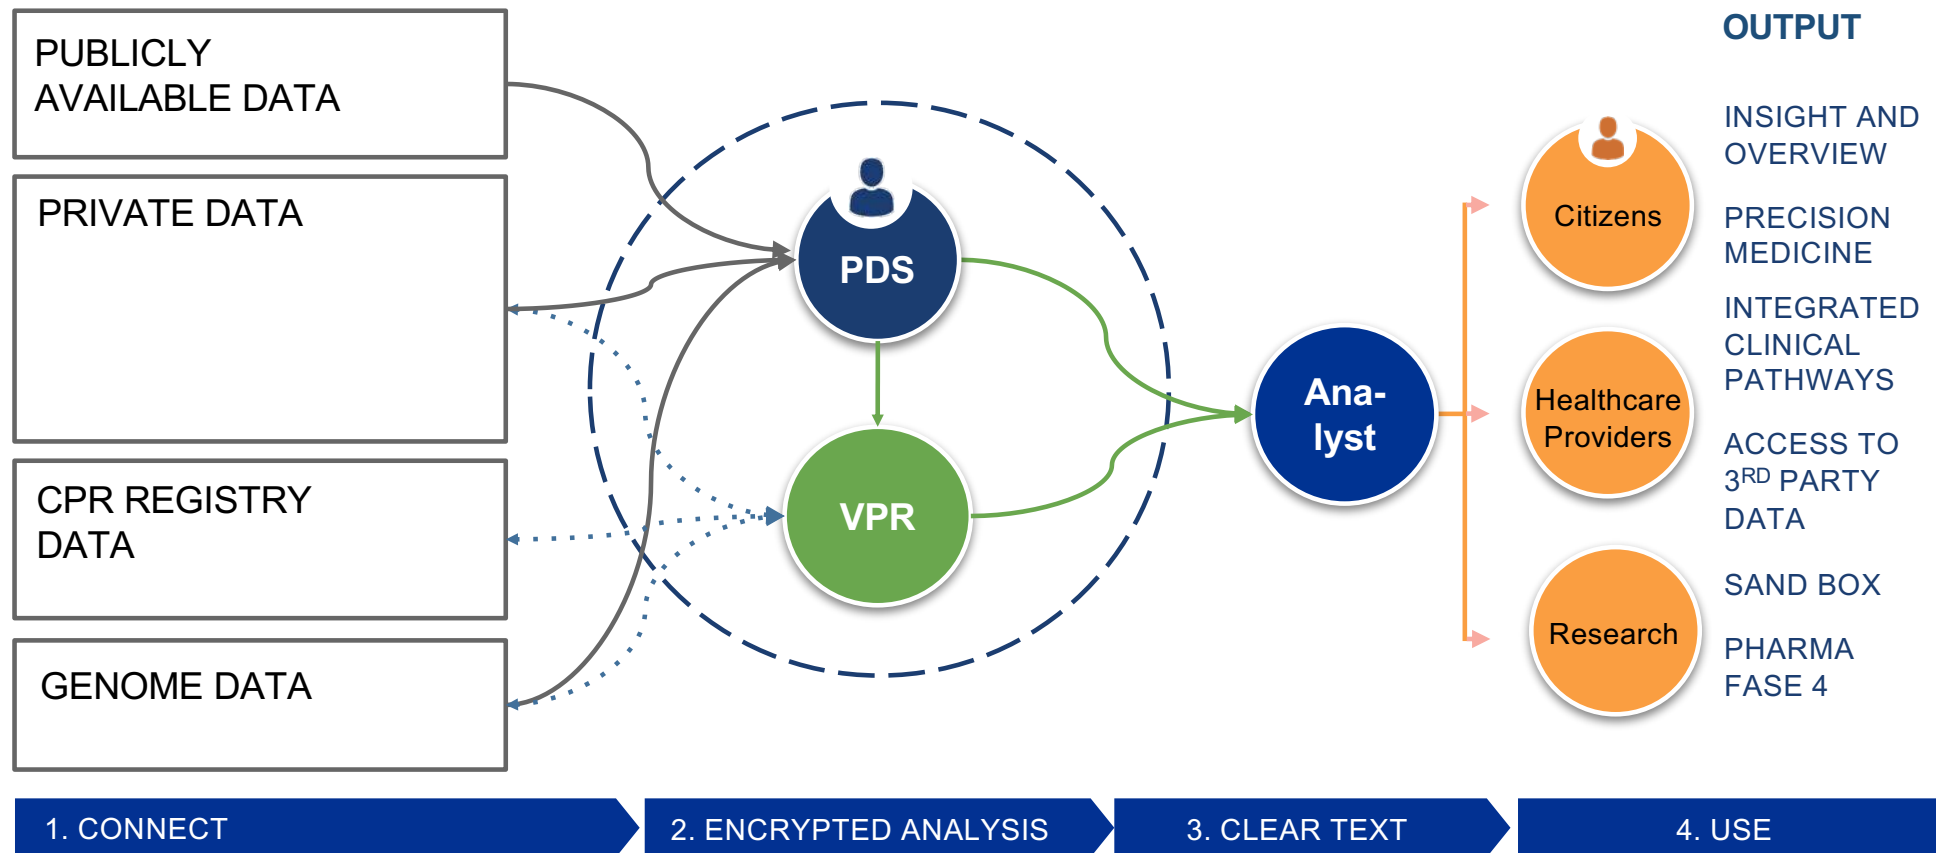 PUBLICLY
AVAILABLE DATA
PRIVATE DATA
CPR REGISTRY
DATA
GENOME DATA
PDS
VPR
Ana-
lyst
Citizens
Healthcare
Providers
Research
OUTPUT
INSIGHT AND
OVERVIEW
PRECISION
MEDICINE
INTEGRATED
CLINICAL
PATHWAYS
ACCESS TO
3RD PARTY
DATA
SAND BOX
PHARMA
FASE 4
1. CONNECT
2. ENCRYPTED ANALYSIS
3. CLEAR TEXT
4. USE